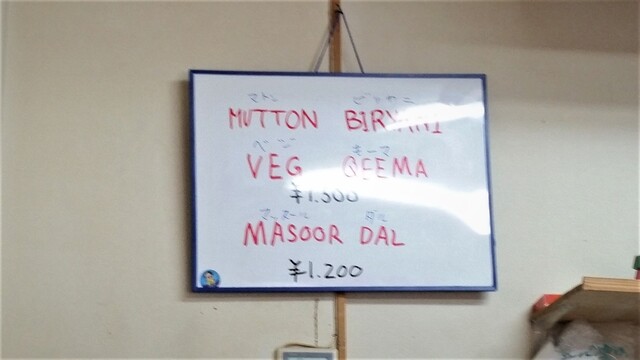 マトン ビリヤニ
MUTTON BIRYANI
ベジ キーマ
VEG QEEMA
¥1.300
マスール ダル
MASOOR DAL
¥1.200